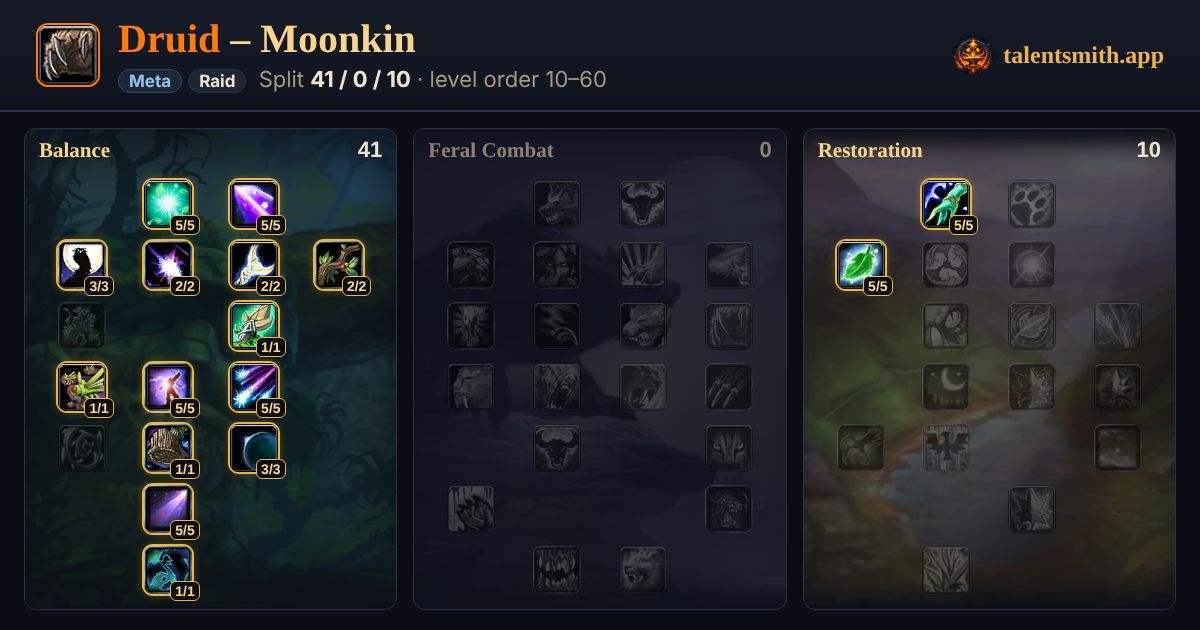 Druid – Moonkin
Meta Raid Split 41 / 0 / 10 · level order 10–60
talentsmith.app
Balance 41
5/5 5/5
3/3 2/2 2/2 2/2
1/1
1/1 5/5 5/5
1/1 3/3
5/5
1/1
Feral Combat 0
Restoration 10
5/5
5/5